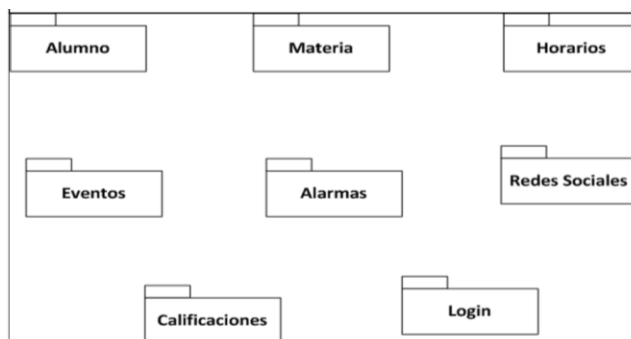 Alumno
Materia
Horarios
Eventos
Alarmas
Redes Sociales
Calificaciones
Login